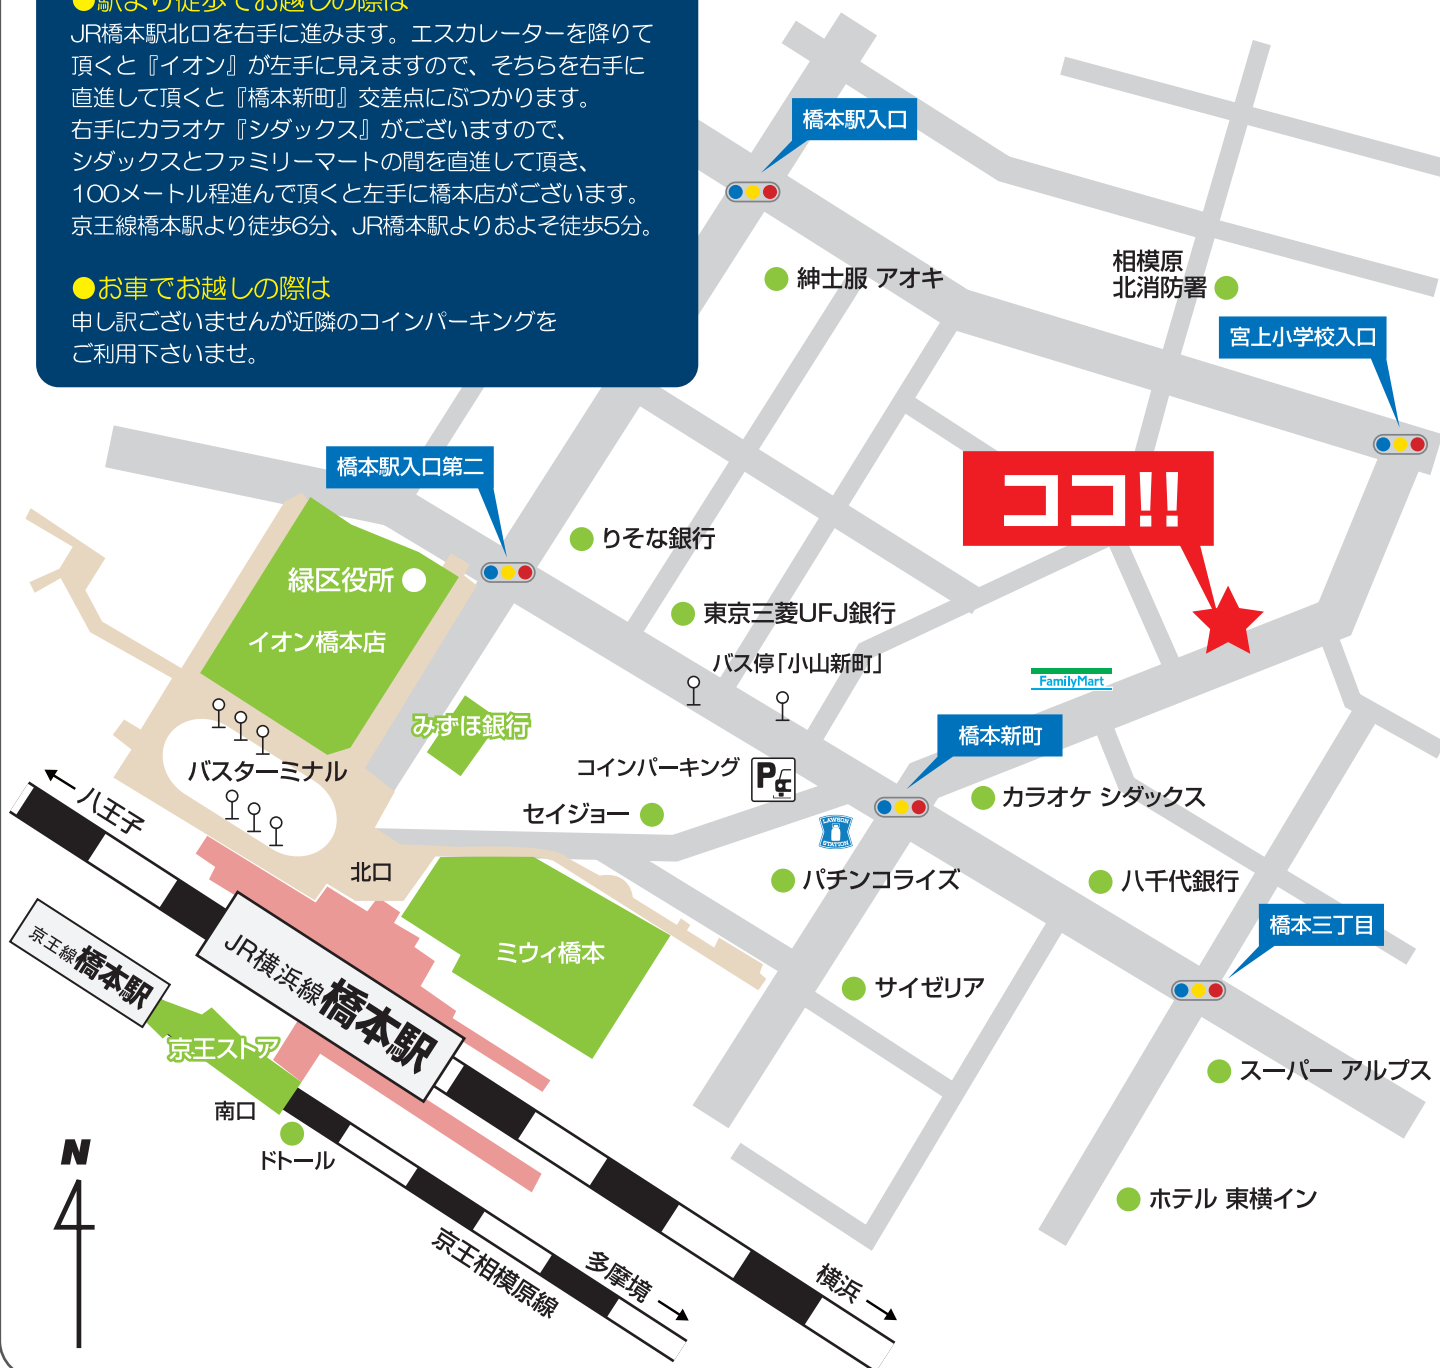 ●駅より徒歩でお越しの際は
JR橋本駅北口を右手に進みます。エスカレーターを降りて
頂くと『イオン』が左手に見えますので、そちらを右手に
直進して頂くと『橋本新町』交差点にぶつかります。
右手にカラオケ『シダックス』がございますので、
シダックスとファミリーマートの間を直進して頂き、
100メートル程進んで頂くと左手に橋本店がございます。
京王線橋本駅より徒歩6分、JR橋本駅よりおよそ徒歩5分。
●お車でお越しの際は
申し訳ございませんが近隣のコインパーキングを
ご利用下さいませ。
橋本駅入口
紳士服 アオキ
相模原
北消防署
宮上小学校入口
橋本駅入口第二
ココ!!
りそな銀行
緑区役所
イオン橋本店
東京三菱UFJ銀行
バス停「小山新町」
FamilyMart
みずほ銀行
橋本新町
コインパーキング
P
バスターミナル
カラオケ シダックス
セイジョー
LAWSON
STATION
八王子
北口
パチンコライズ
八千代銀行
橋本三丁目
京王線橋本駅
JR横浜線橋本駅
ミウィ橋本
サイゼリア
京王ストア
スーパー アルプス
南口
ドトール
N
ホテル 東横イン
京王相模原線
多摩境
横浜